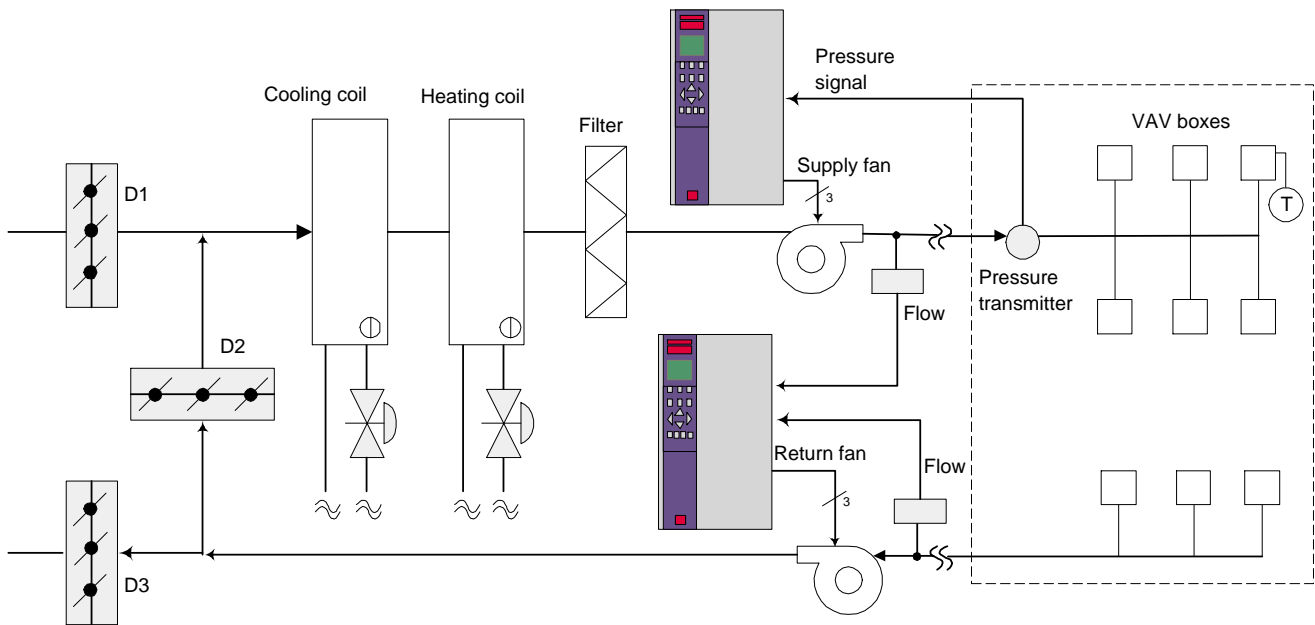 Pressure
signal
Cooling coil
Heating coil
Filter
VAV boxes
Supply fan
D1
3
T
Pressure
transmitter
Flow
D2
Return fan
Flow
3
D3